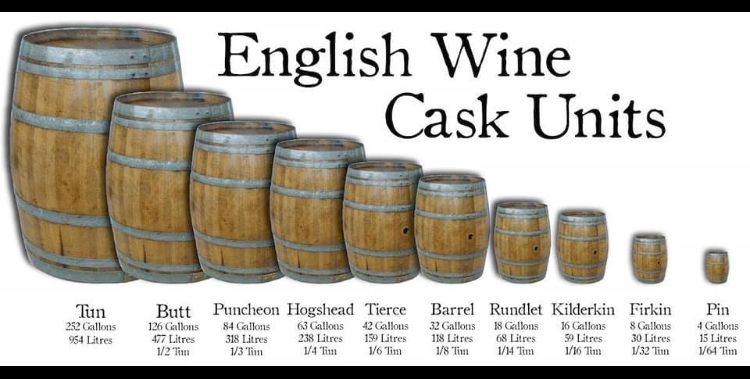 English Wine
Cask Units
Tun
252 Gallons
954 Litres
Butt
126 Gallons
477 Litres
1/2 Tun
Puncheon
84 Gallons
318 Litres
1/3 Tun
Hogshead
63 Gallons
238 Litres
1/4 Tun
Tierce
42 Gallons
159 Litres
1/6 Tun
Barrel
32 Gallons
118 Litres
1/8 Tun
Rundlet
18 Gallons
68 Litres
1/14 Tun
Kilderkin
16 Gallons
59 Litres
1/16 Tun
Firkin
8 Gallons
30 Litres
1/32 Tun
Pin
4 Gallons
15 Litres
1/64 Tun